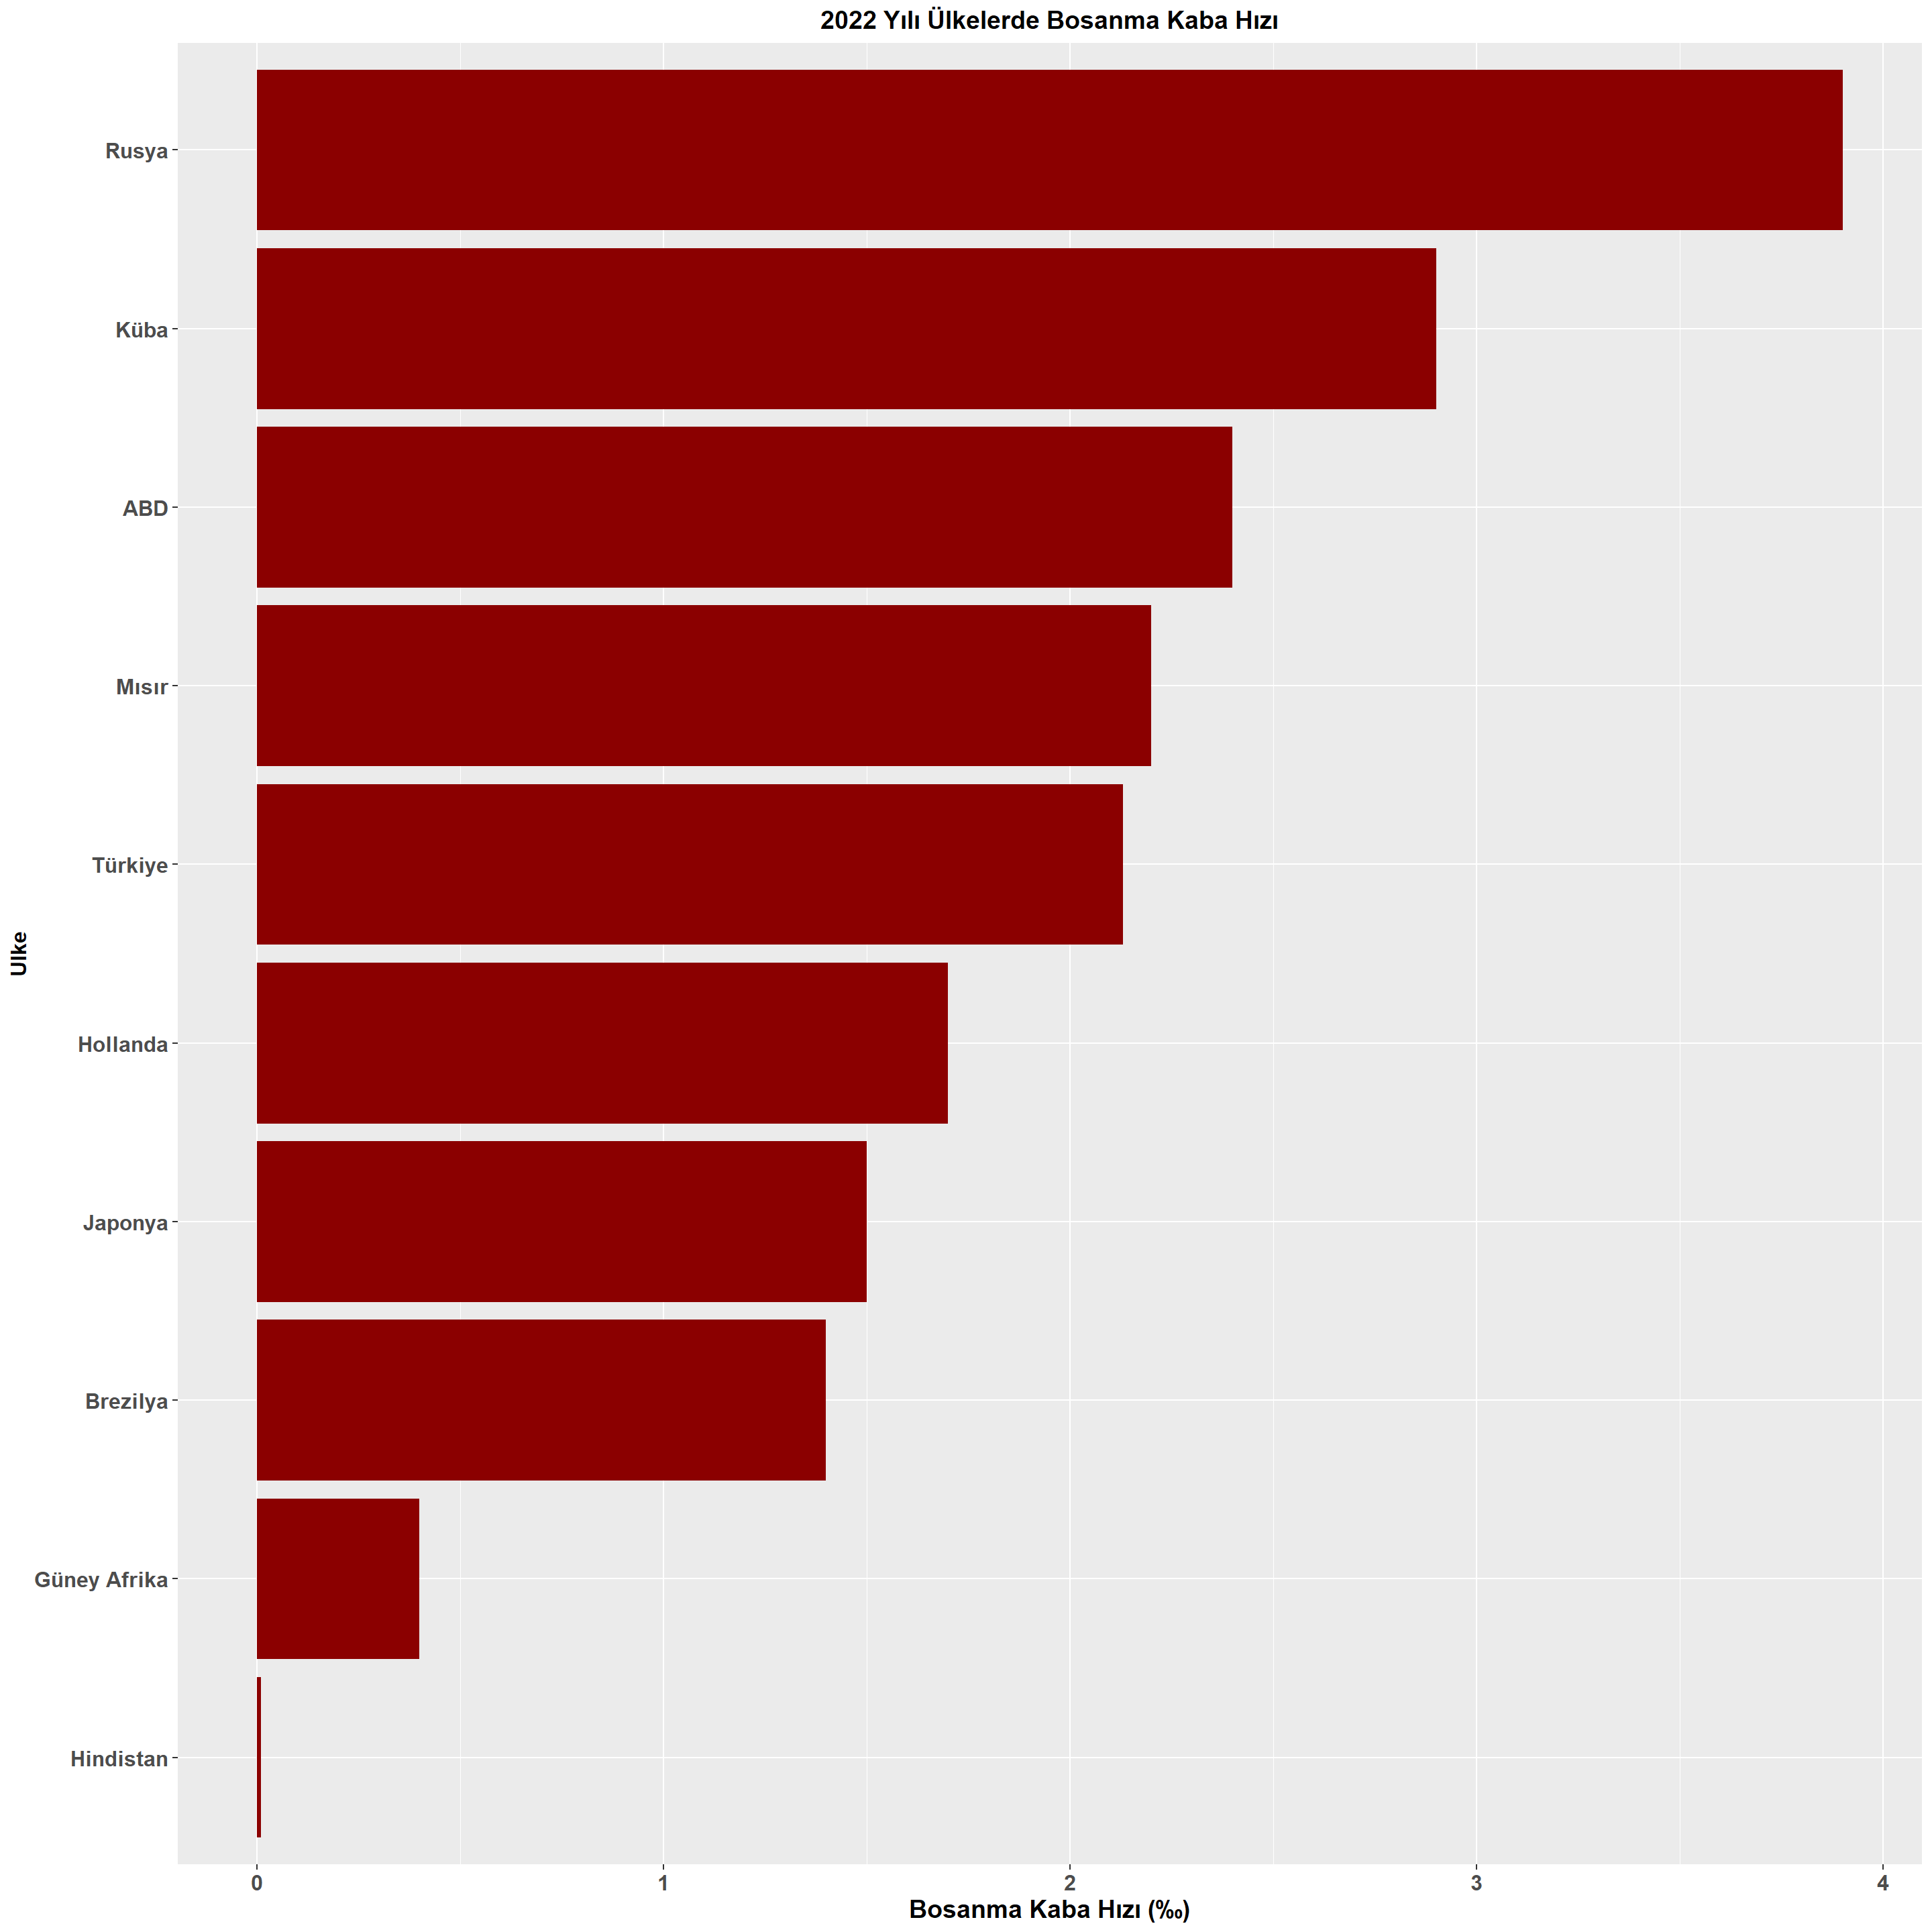 2022 Yılı Ülkelerde Bosanma Kaba Hızı
Rusya
Küba
ABD
Mısır
Türkiye
Ulke
Hollanda
Japonya
Brezilya
Güney Afrika
Hindistan
0 1 2 3 4
Bosanma Kaba Hızı (‰)